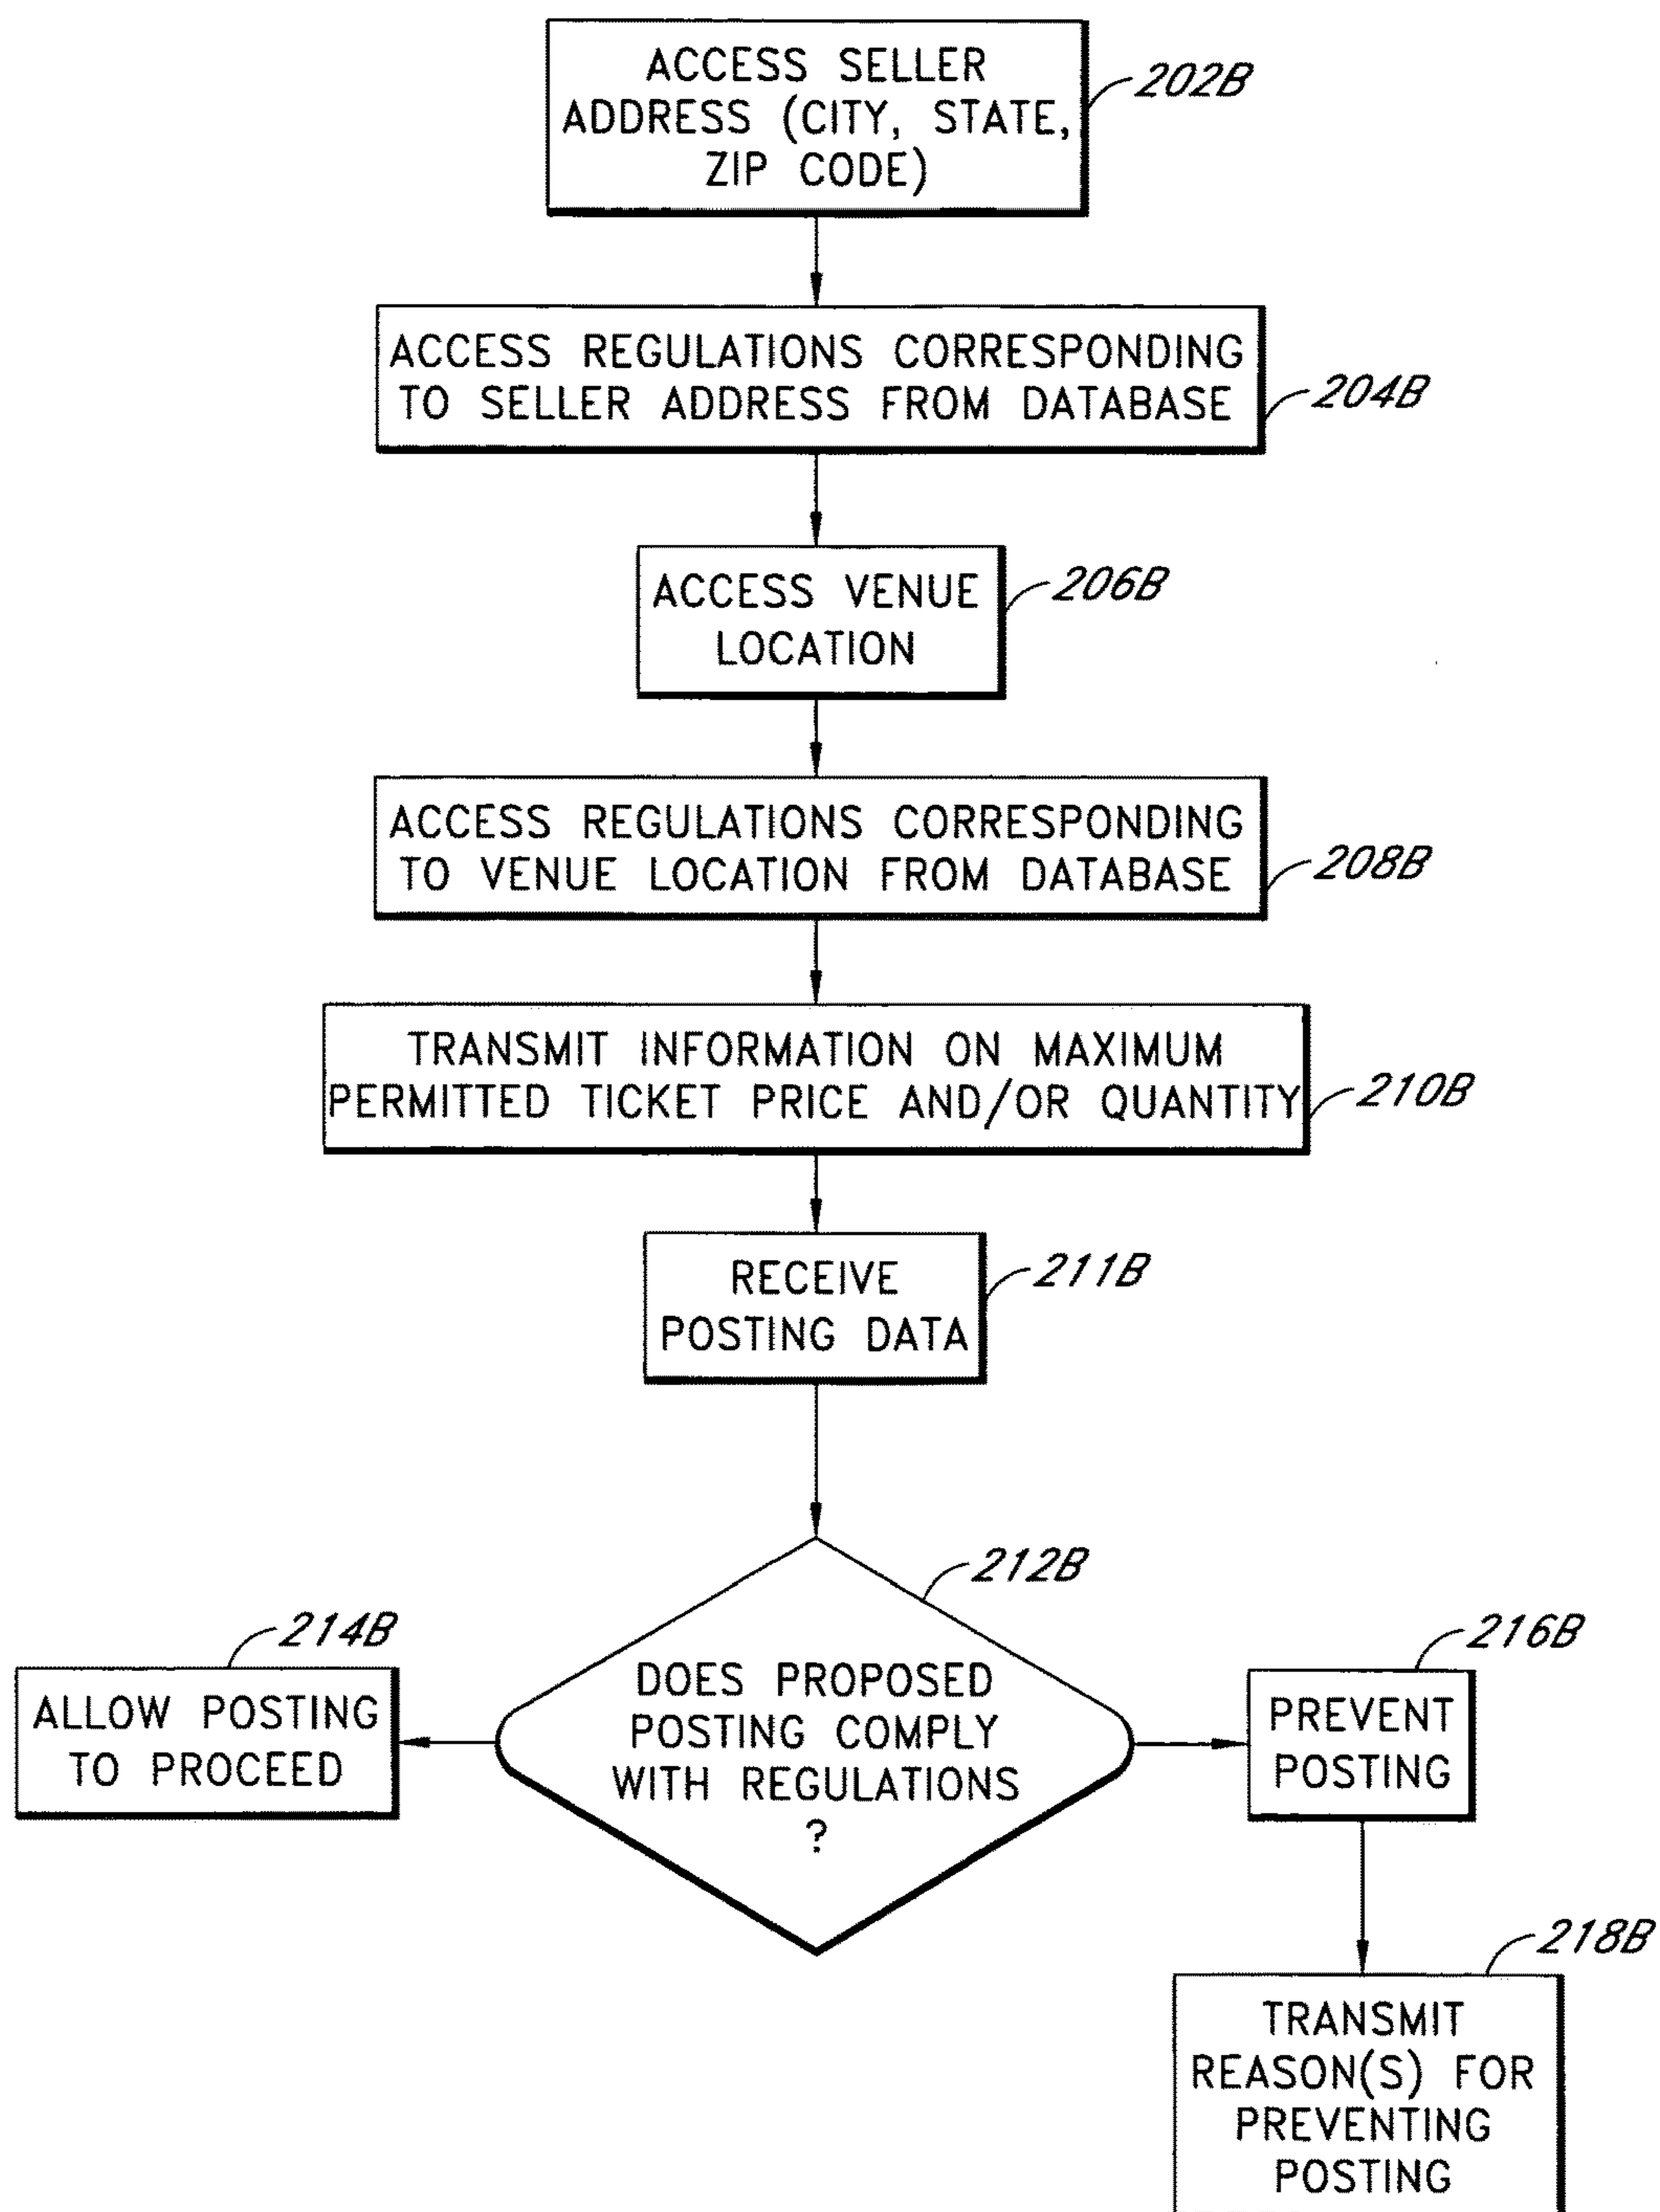 ACCESS SELLER
ADDRESS (CITY, STATE,
ZIP CODE)
202B
ACCESS REGULATIONS CORRESPONDING
TO SELLER ADDRESS FROM DATABASE
204B
ACCESS VENUE
LOCATION
206B
ACCESS REGULATIONS CORRESPONDING
TO VENUE LOCATION FROM DATABASE
208B
TRANSMIT INFORMATION ON MAXIMUM
PERMITTED TICKET PRICE AND/OR QUANTITY
210B
RECEIVE
POSTING DATA
211B
212B
DOES PROPOSED
POSTING COMPLY
WITH REGULATIONS
?
214B
ALLOW POSTING
TO PROCEED
216B
PREVENT
POSTING
218B
TRANSMIT
REASON(S) FOR
PREVENTING
POSTING